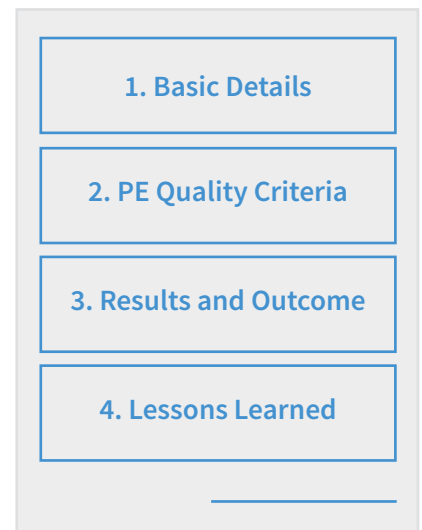 1. Basic Details
2. PE Quality Criteria
3. Results and Outcome
4. Lessons Learned